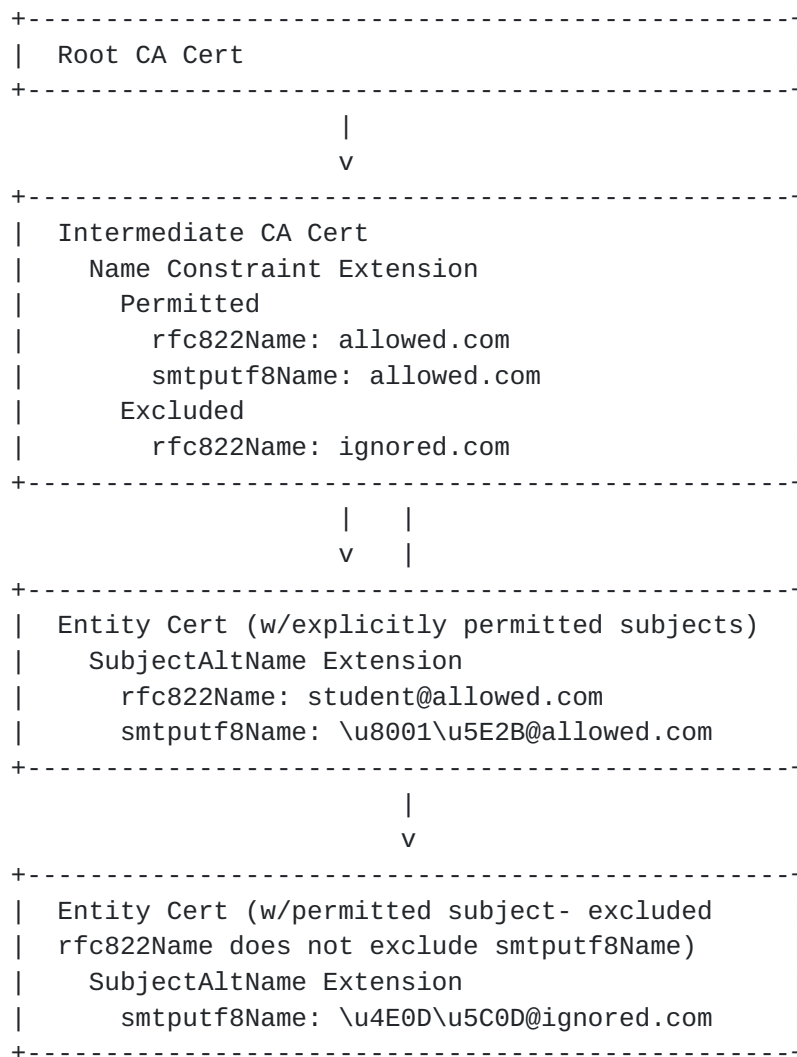 Root CA Cert
Intermediate CA Cert
Name Constraint Extension
Permitted
rfc822Name: allowed.com
smtputf8Name: allowed.com
Excluded
rfc822Name: ignored.com
Entity Cert (w/explicitly permitted subjects)
SubjectAltName Extension
rfc822Name: student@allowed.com
smtputf8Name: \u8001\u5E2B@allowed.com
Entity Cert (w/permitted subject- excluded
rfc822Name does not exclude smtputf8Name)
SubjectAltName Extension
smtputf8Name: \u4E0D\u5C0D@ignored.com